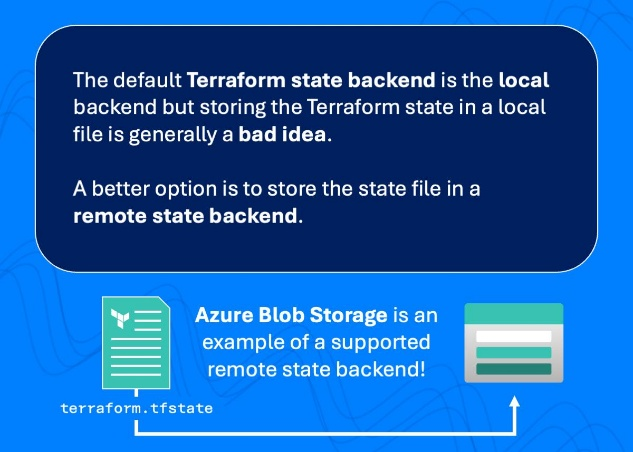 The default Terraform state backend is the local
backend but storing the Terraform state in a local
file is generally a bad idea.
A better option is to store the state file in a
remote state backend.
Azure Blob Storage is an
example of a supported
remote state backend!
terraform.tfstate